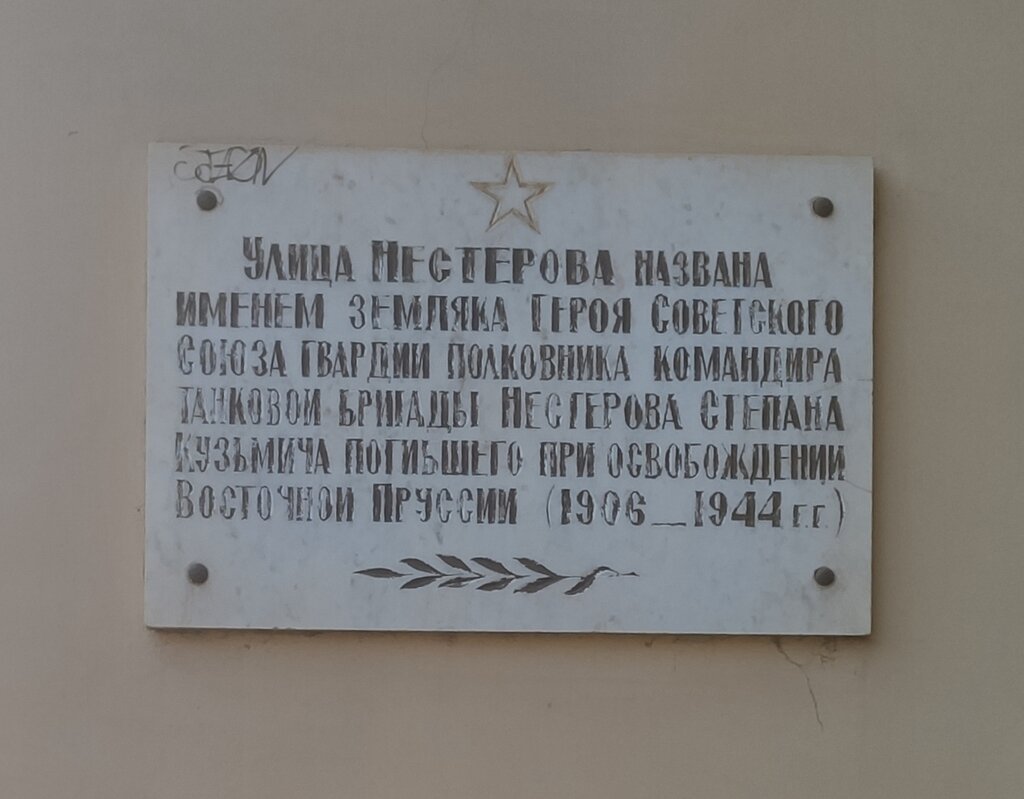 Улица Нестерова названа
именем земляка Героя Советского
Союза гвардии полковника командира
танковой бригады Нестерова Степана
Кузьмича погибшего при освобождении
Восточной Пруссии (1906_1944 г.г.)